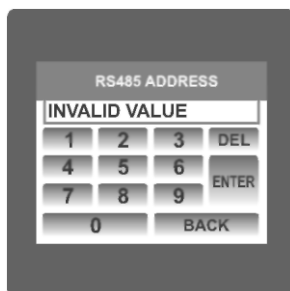 RS485 ADDRESS
INVALID VALUE
1 2 3 DEL
4 5 6 ENTER
7 8 9
0 BACK